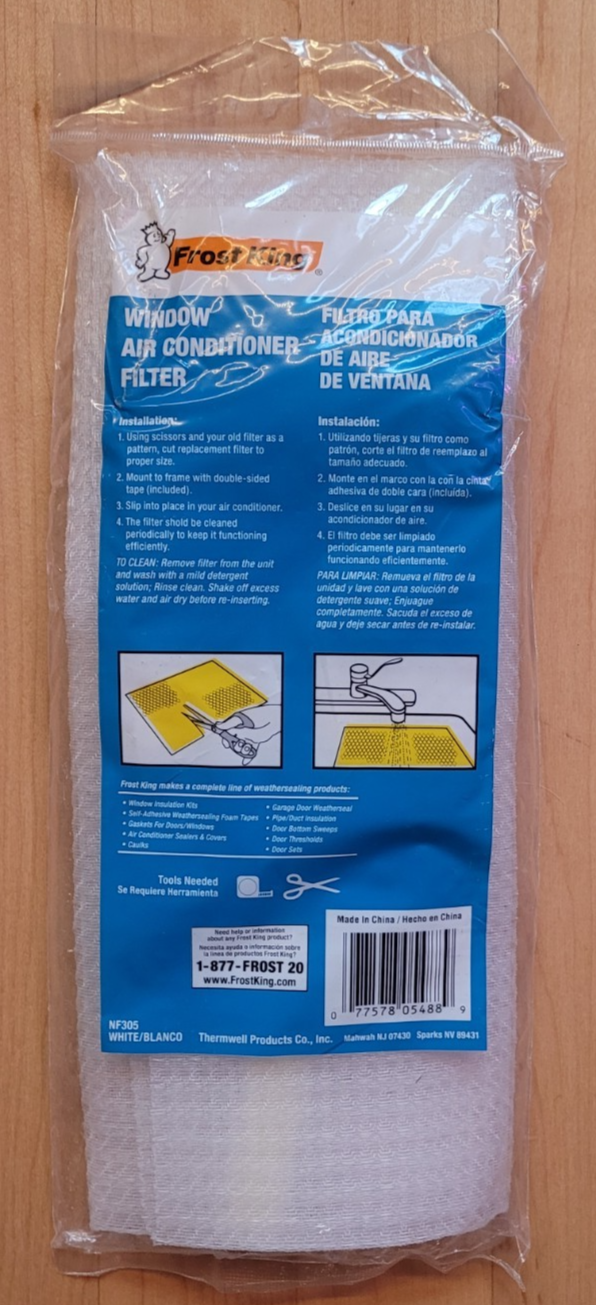 Frost King®
WINDOW
AIR CONDITIONER
FILTER
Installation:
1. Using scissors and your old filter as a
pattern, cut replacement filter to
proper size.
2. Mount to frame with double-sided
tape (included).
3. Slip into place in your air conditioner.
4. The filter shold be cleaned
periodically to keep it functioning
efficiently.
TO CLEAN: Remove filter from the unit
and wash with a mild detergent
solution; Rinse clean. Shake off excess
water and air dry before re-inserting.
FILTRO PARA
ACONDICIONADOR
DE AIRE
DE VENTANA
Instalación:
1. Utilizando tijeras y su filtro como
patrón, corte el filtro de reemplazo al
tamaño adecuado.
2. Monte en el marco con la con la cinta
adhesiva de doble cara (incluida).
3. Deslice en su lugar en su
acondicionador de aire.
4. El filtro debe ser limpiado
periodicamente para mantenerlo
funcionando eficientemente.
PARA LIMPIAR: Remueva el filtro de la
unidad y lave con una solución de
detergente suave; Enjuague
completamente. Sacuda el exceso de
agua y deje secar antes de re-instalar.
Frost King makes a complete line of weathersealing products:
• Window Insulation Kits
• Self-Adhesive Weathersealing Foam Tapes
• Gaskets For Doors/Windows
• Air Conditioner Sealers & Covers
• Caulks
• Garage Door Weatherseal
• Pipe/Duct Insulation
• Door Bottom Sweeps
• Door Thresholds
• Door Sets
Tools Needed
Se Requiere Herramienta
Need help or information
about any Frost King product?
Necesita ayuda o información sobre
la línea de productos Frost King?
1-877-FROST 20
www.FrostKing.com
Made in China / Hecho en China
0 77578 05488 9
NF305
WHITE/BLANCO
Thermwell Products Co., Inc. Mahwah NJ 07430 Sparks NV 89431